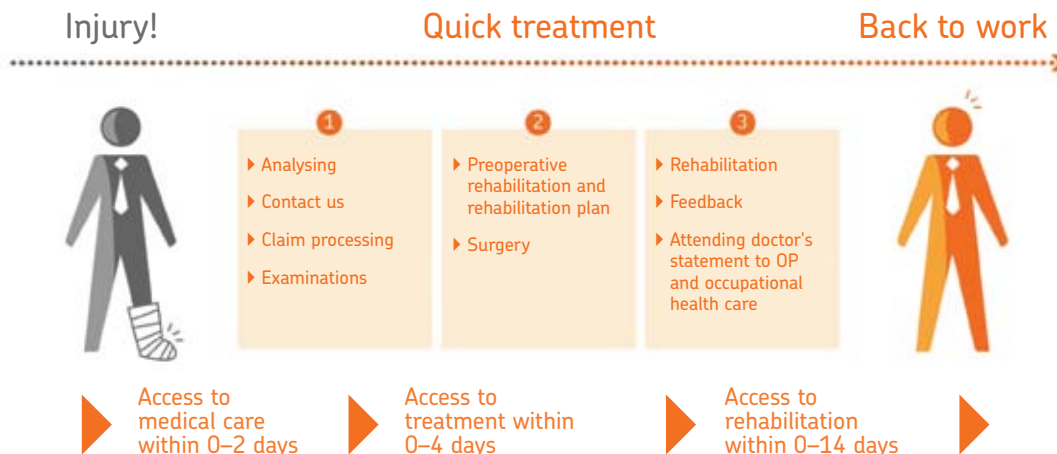 Injury!
Quick treatment
Back to work
1
Analysing
Contact us
Claim processing
Examinations
2
Preoperative
rehabilitation and
rehabilitation plan
Surgery
3
Rehabilitation
Feedback
Attending doctor's
statement to OP
and occupational
health care
Access to
medical care
within 0–2 days
Access to
treatment within
0–4 days
Access to
rehabilitation
within 0–14 days